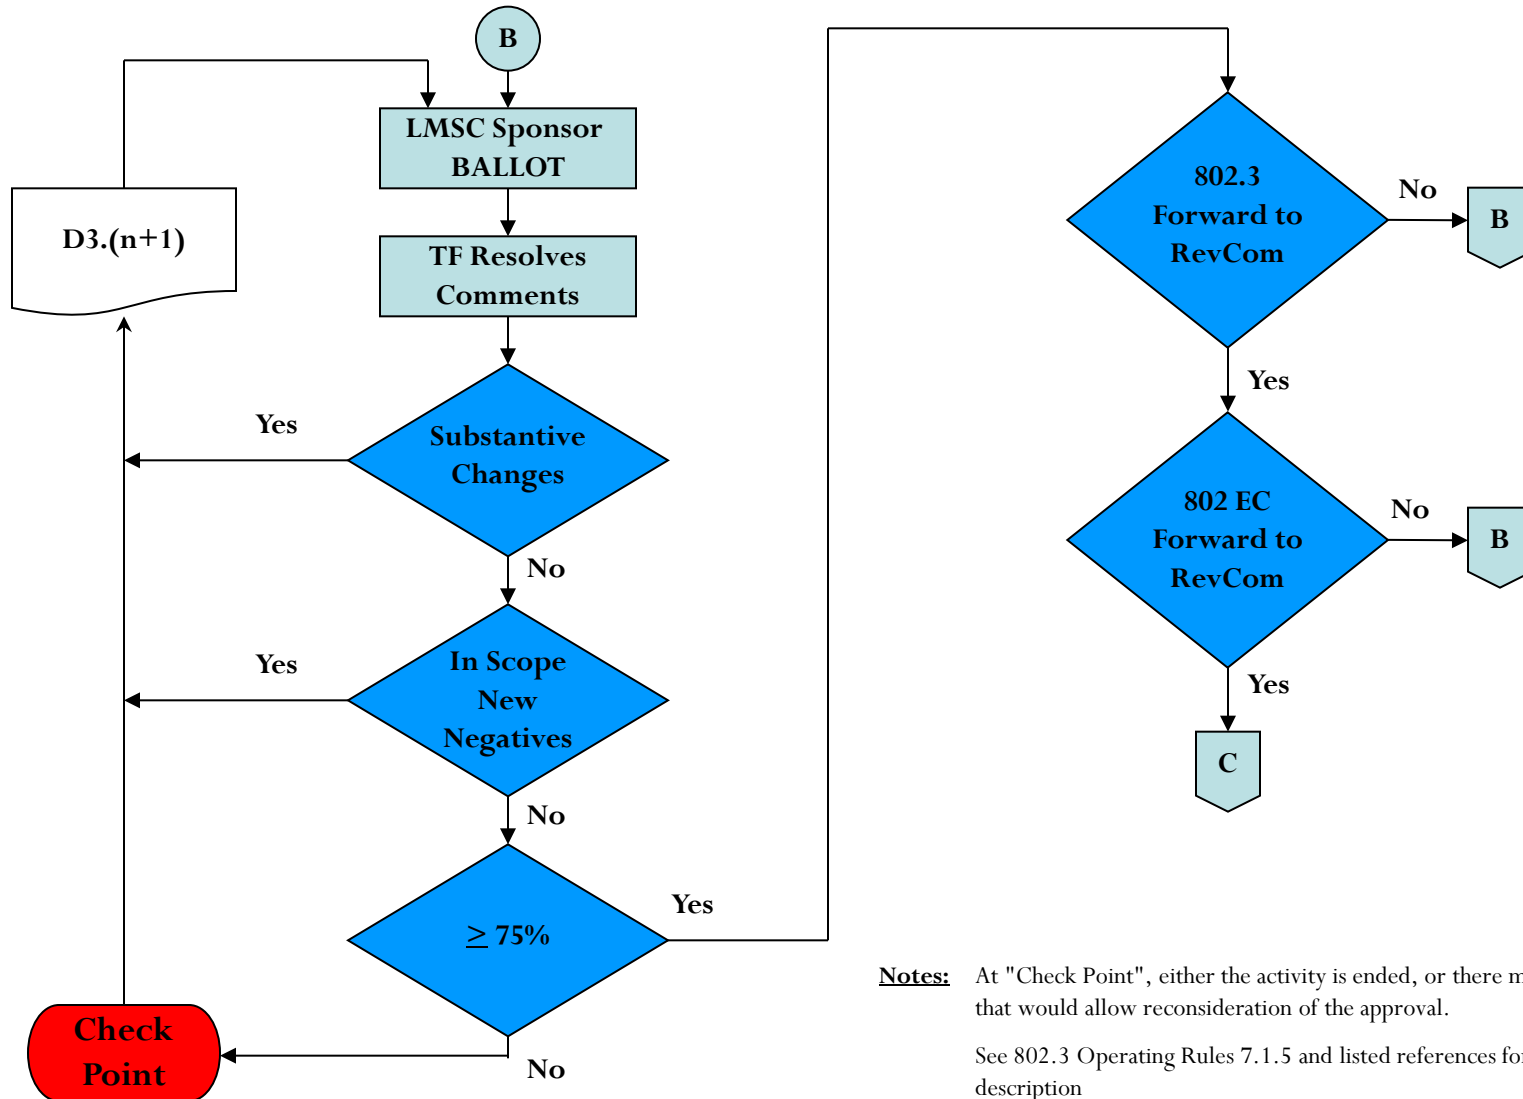 B
LMSC Sponsor
BALLOT
D3.(n+1)
TF Resolves
Comments
Yes
Substantive
Changes
No
Yes
In Scope
New
Negatives
No
≥ 75%
Yes
No
Check
Point
802.3
Forward to
RevCom
No
B
Yes
802 EC
Forward to
RevCom
No
B
Yes
C
Notes: At "Check Point", either the activity is ended, or there
that would allow reconsideration of the approval.
See 802.3 Operating Rules 7.1.5 and listed references for
description